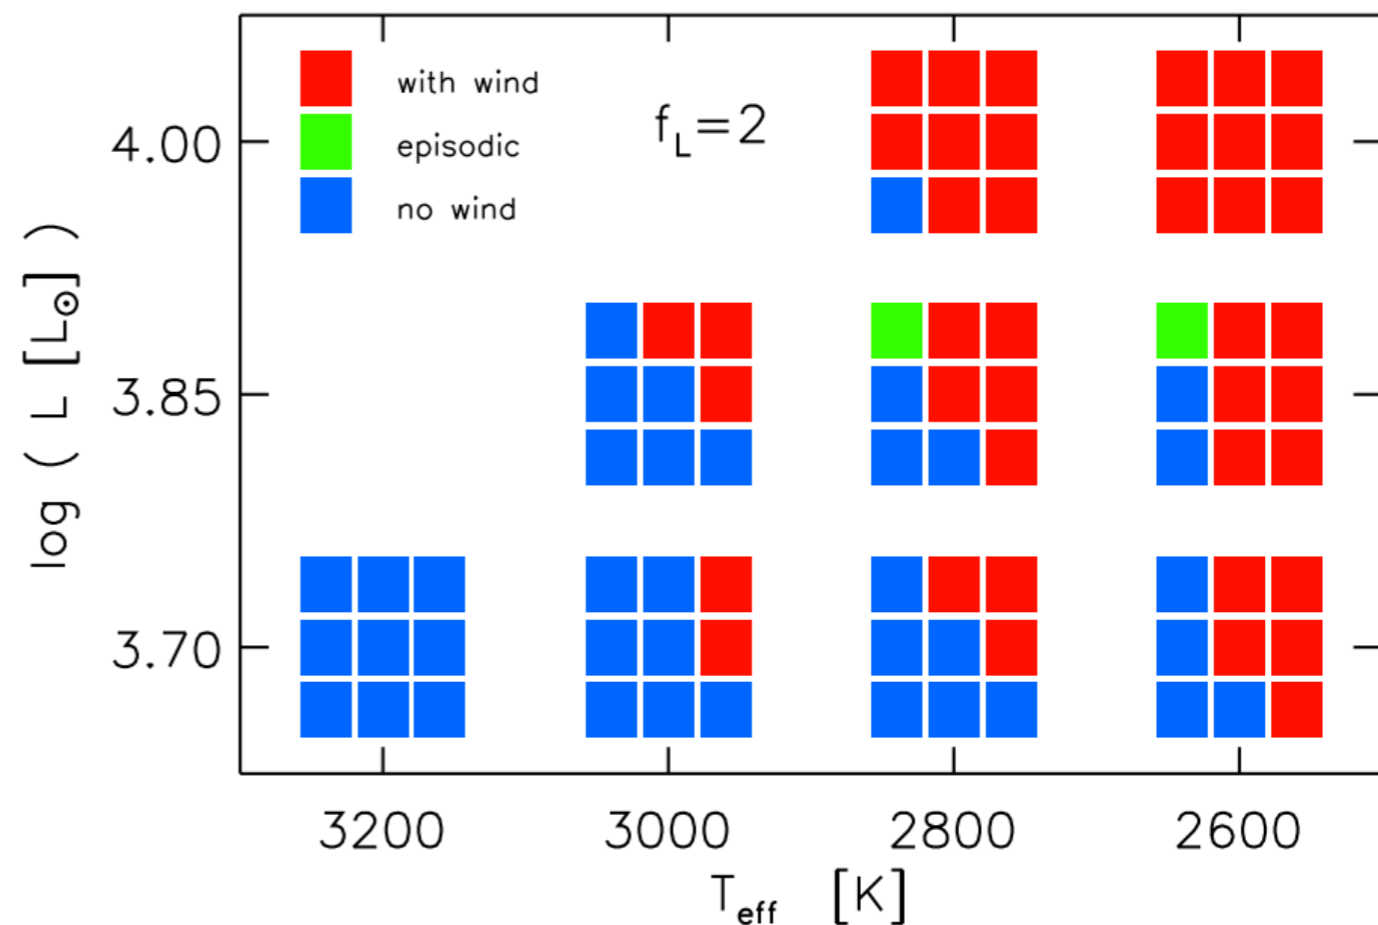 with wind
episodic
no wind
f_L=2
4.00
3.85
3.70
log ( L [L☉] )
3200 3000 2800 2600
T_eff [K]